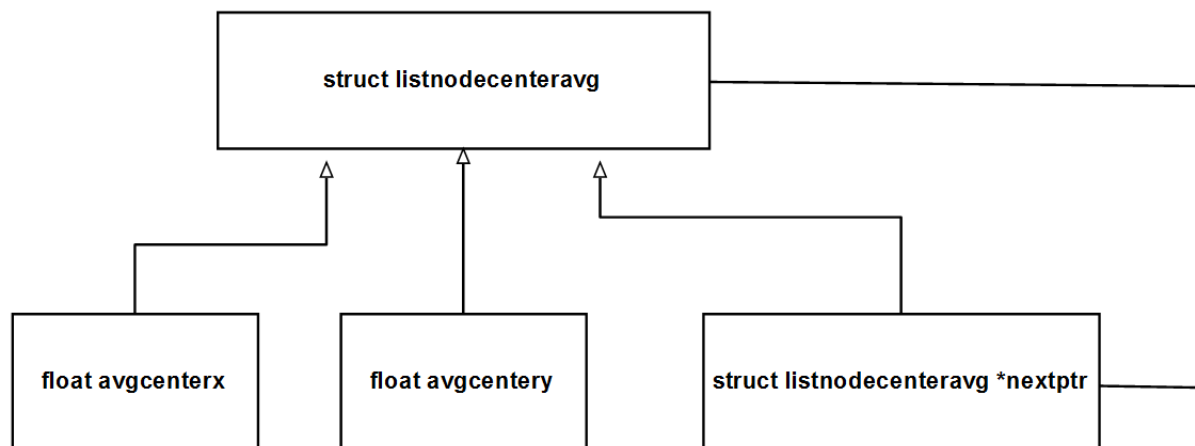 struct listnodecenteravg
float avgcenterx
float avgcentery
struct listnodecenteravg *nextptr